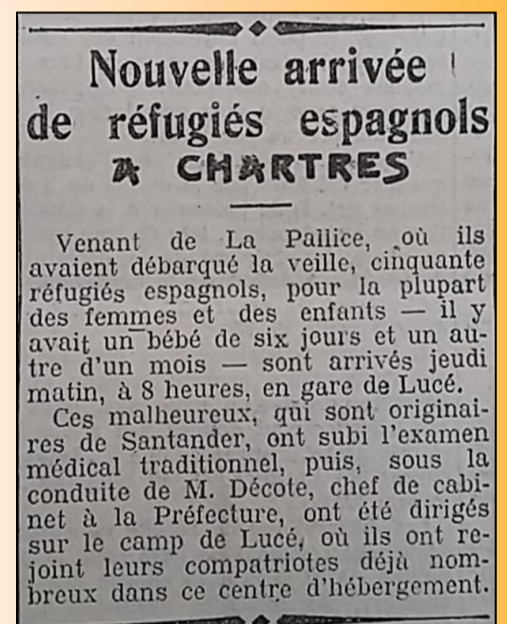 Nouvelle arrivée
de réfugiés espagnols
A CHARTRES
Venant de La Pallice, où ils
avaient débarqué la veille, cinquante
réfugiés espagnols, pour la plupart
des femmes et des enfants — il y
avait un bébé de six jours et un au-
tre d'un mois — sont arrivés jeudi
matin, à 8 heures, en gare de Lucé.
Ces malheureux, qui sont originai-
res de Santander, ont subi l'examen
médical traditionnel, puis, sous la
conduite de M. Décote, chef de cabi-
net à la Préfecture, ont été dirigés
sur le camp de Lucé, où ils ont re-
joint leurs compatriotes déjà nom-
breux dans ce centre d'hébergement.